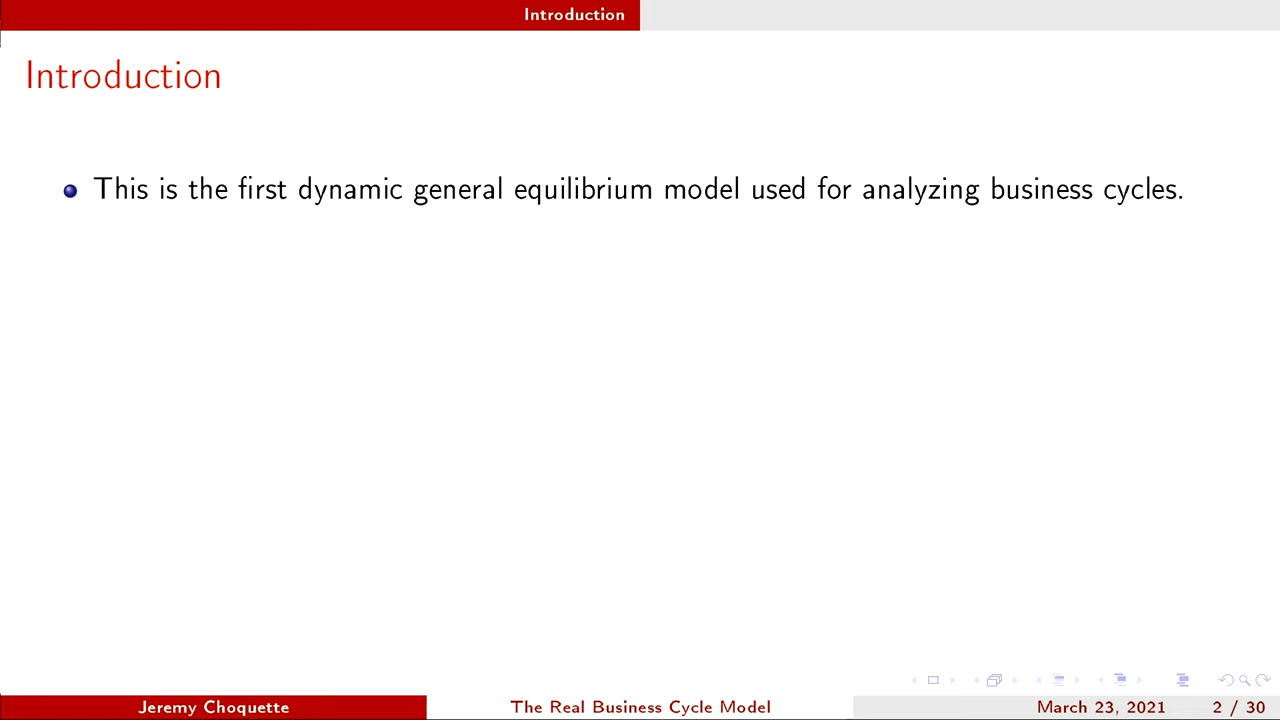 Introduction
Introduction
This is the first dynamic general equilibrium model used for analyzing business cycles.
Jeremy Choquette
The Real Business Cycle Model
March 23, 2021
2 / 30